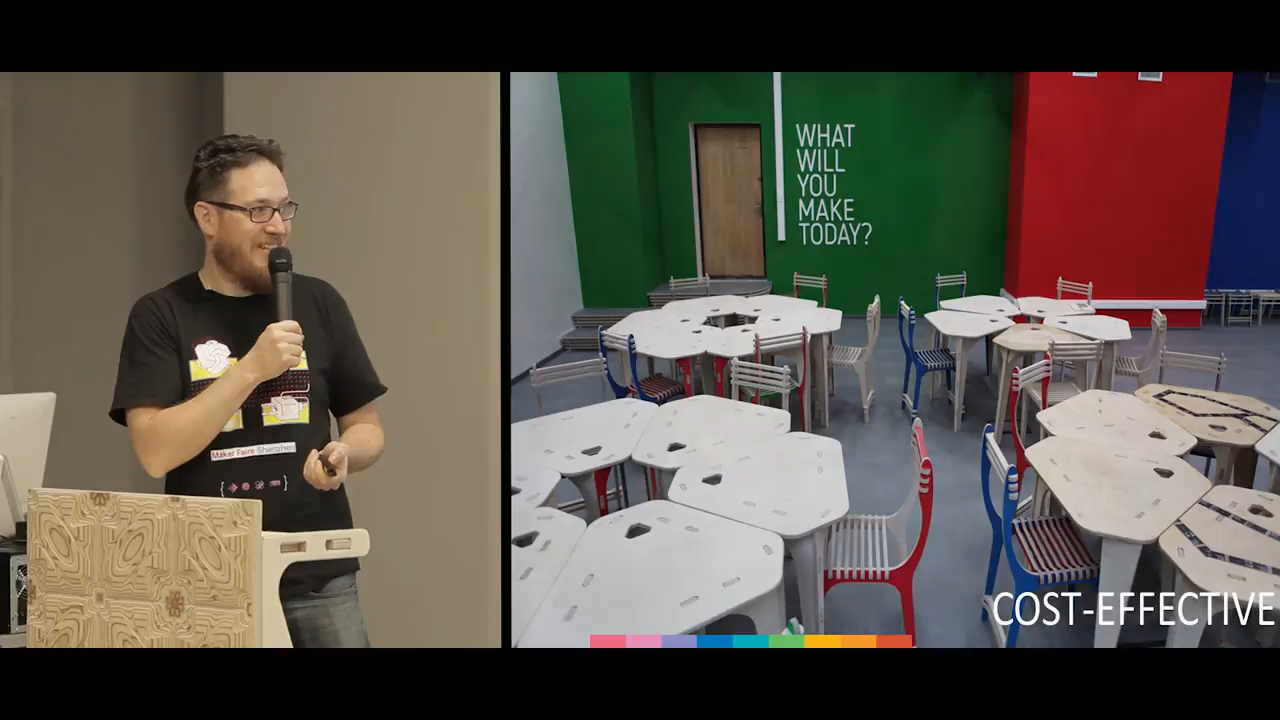 Maker Faire Shenzhen
WHAT
WILL
YOU
MAKE
TODAY?
COST-EFFECTIVE